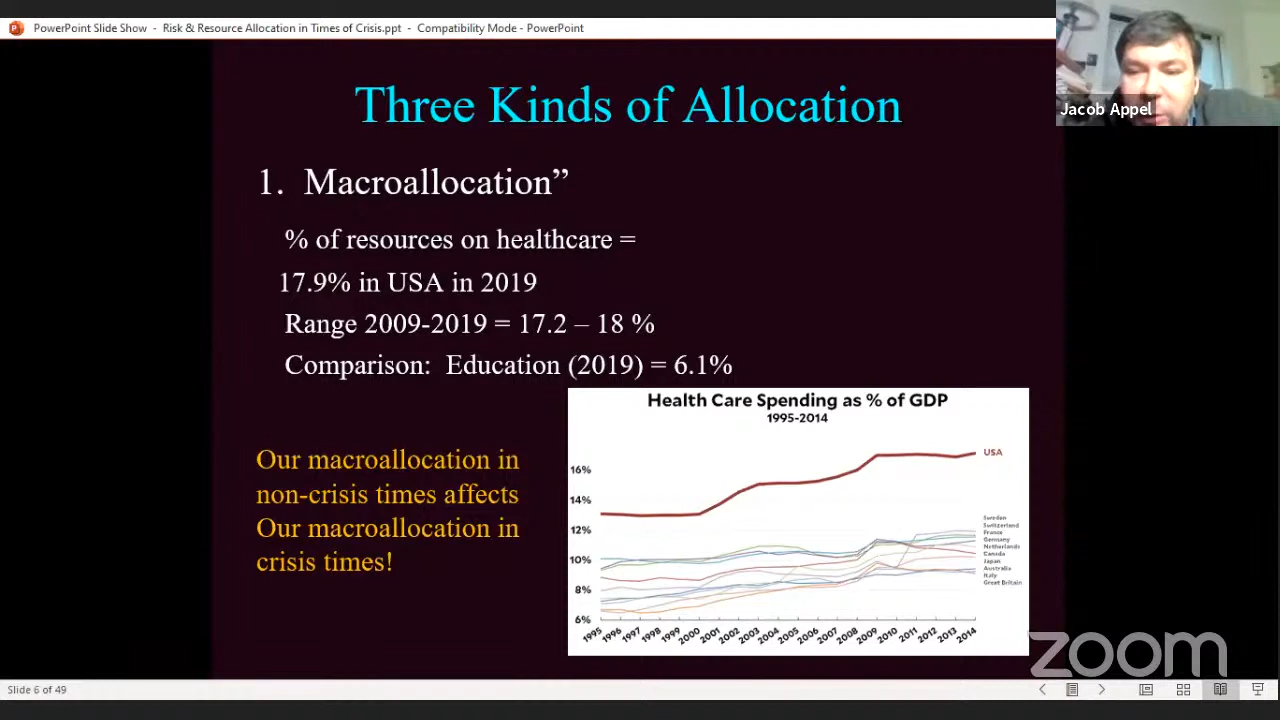 PowerPoint Slide Show - Risk & Resource Allocation in Times of Crisis.ppt - Compatibility Mode - PowerPoint
Jacob Appel
Three Kinds of Allocation
1. Macroallocation”
% of resources on healthcare =
17.9% in USA in 2019
Range 2009-2019 = 17.2 – 18 %
Comparison: Education (2019) = 6.1%
Our macroallocation in
non-crisis times affects
Our macroallocation in
crisis times!
Health Care Spending as % of GDP
1995-2014
USA
16%
14%
12%
10%
8%
6%
Sweden
Switzerland
France
Germany
Netherlands
Canada
Japan
Australia
Italy
Great Britain
1995 1996 1997 1998 1999 2000 2001 2002 2003 2004 2005 2006 2007 2008 2009 2010 2011 2012 2013 2014
zoom
Slide 6 of 49